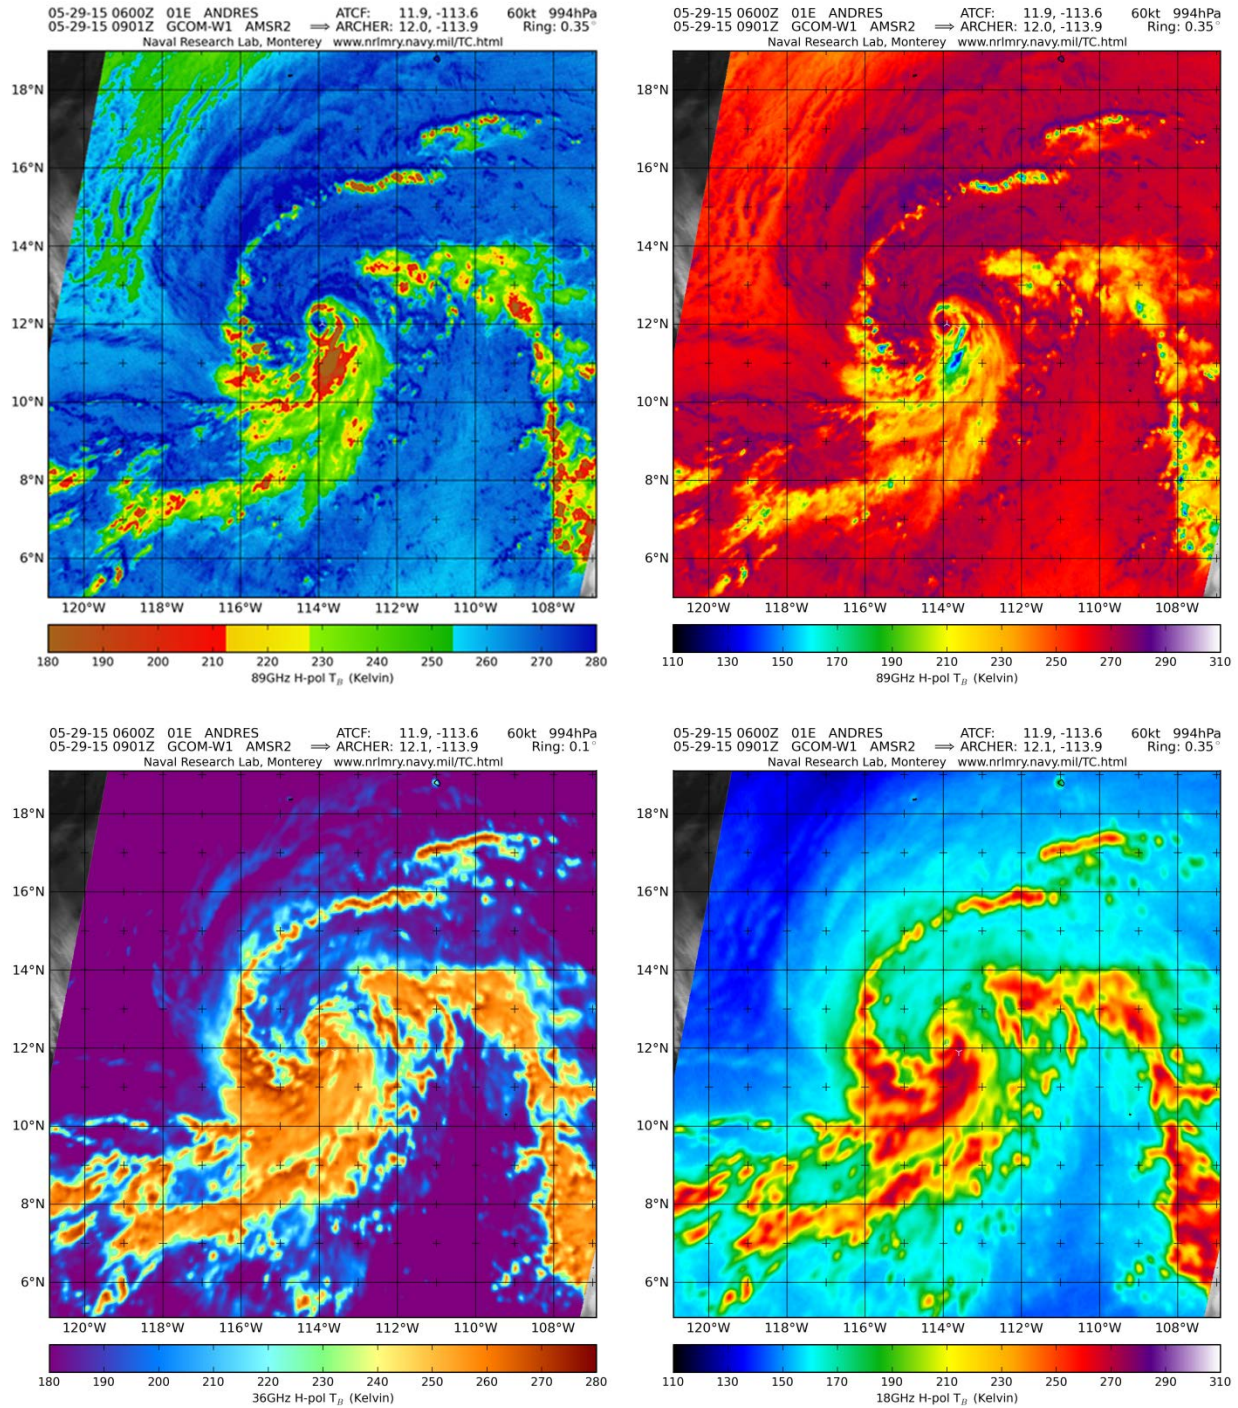 05-29-15 0600Z 01E ANDRES ATCF: 11.9, -113.6 60kt 994hPa
05-29-15 0901Z GCOM-W1 AMSR2 ⇒ ARCHER: 12.0, -113.9 Ring: 0.35°
Naval Research Lab, Monterey www.nrlmry.navy.mil/TC.html
18°N
16°N
14°N
12°N
10°N
8°N
6°N
120°W 118°W 116°W 114°W 112°W 110°W 108°W
180 190 200 210 220 230 240 250 260 270 280
89GHz H-pol T_B (Kelvin)
05-29-15 0600Z 01E ANDRES ATCF: 11.9, -113.6 60kt 994hPa
05-29-15 0901Z GCOM-W1 AMSR2 ⇒ ARCHER: 12.0, -113.9 Ring: 0.35°
Naval Research Lab, Monterey www.nrlmry.navy.mil/TC.html
18°N
16°N
14°N
12°N
10°N
8°N
6°N
120°W 118°W 116°W 114°W 112°W 110°W 108°W
110 130 150 170 190 210 230 250 270 290 310
89GHz H-pol T_B (Kelvin)
05-29-15 0600Z 01E ANDRES ATCF: 11.9, -113.6 60kt 994hPa
05-29-15 0901Z GCOM-W1 AMSR2 ⇒ ARCHER: 12.1, -113.9 Ring: 0.1°
Naval Research Lab, Monterey www.nrlmry.navy.mil/TC.html
18°N
16°N
14°N
12°N
10°N
8°N
6°N
120°W 118°W 116°W 114°W 112°W 110°W 108°W
180 190 200 210 220 230 240 250 260 270 280
36GHz H-pol T_B (Kelvin)
05-29-15 0600Z 01E ANDRES ATCF: 11.9, -113.6 60kt 994hPa
05-29-15 0901Z GCOM-W1 AMSR2 ⇒ ARCHER: 12.1, -113.9 Ring: 0.35°
Naval Research Lab, Monterey www.nrlmry.navy.mil/TC.html
18°N
16°N
14°N
12°N
10°N
8°N
6°N
120°W 118°W 116°W 114°W 112°W 110°W 108°W
110 130 150 170 190 210 230 250 270 290 310
18GHz H-pol T_B (Kelvin)